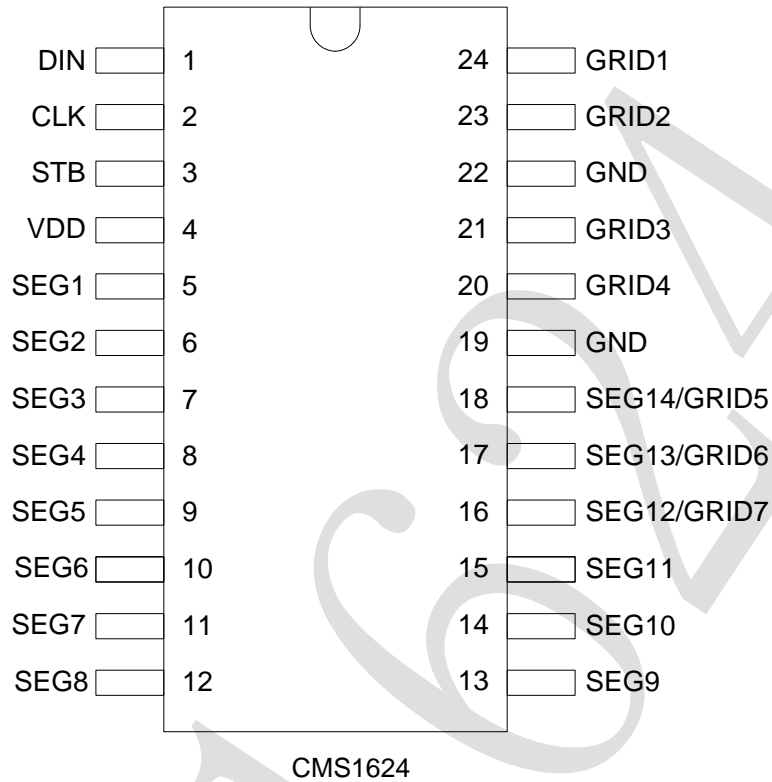 DIN 1 24 GRID1
CLK 2 23 GRID2
STB 3 22 GND
VDD 4 21 GRID3
SEG1 5 20 GRID4
SEG2 6 19 GND
SEG3 7 18 SEG14/GRID5
SEG4 8 17 SEG13/GRID6
SEG5 9 16 SEG12/GRID7
SEG6 10 15 SEG11
SEG7 11 14 SEG10
SEG8 12 13 SEG9
CMS1624
624